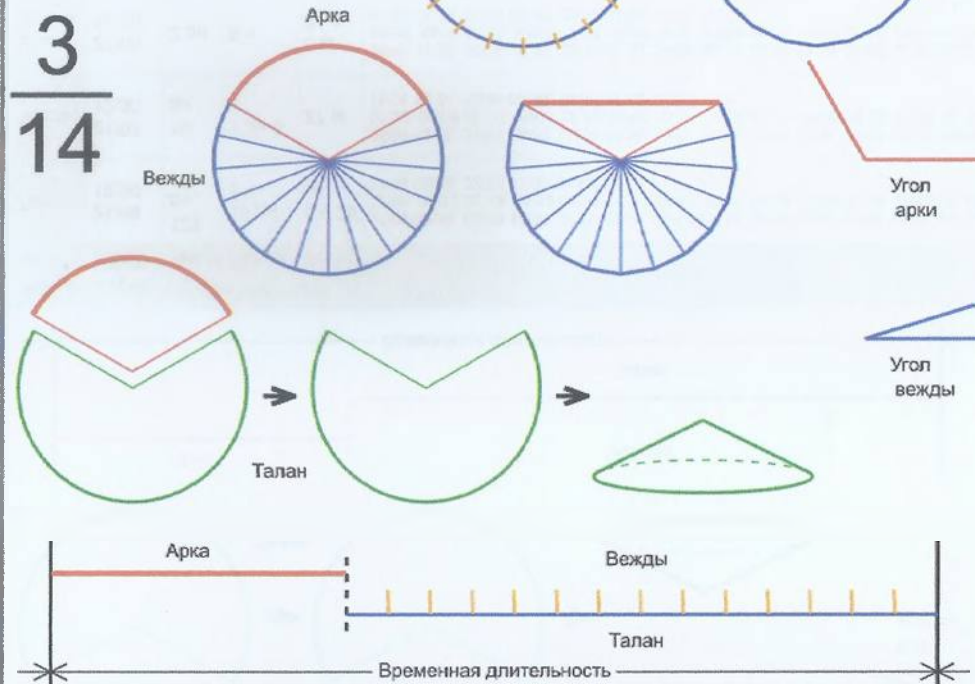 Арка
3
14
Вежды
Угол
арки
Угол
вежды
Талан
Арка
Вежды
Талан
Временная длительность